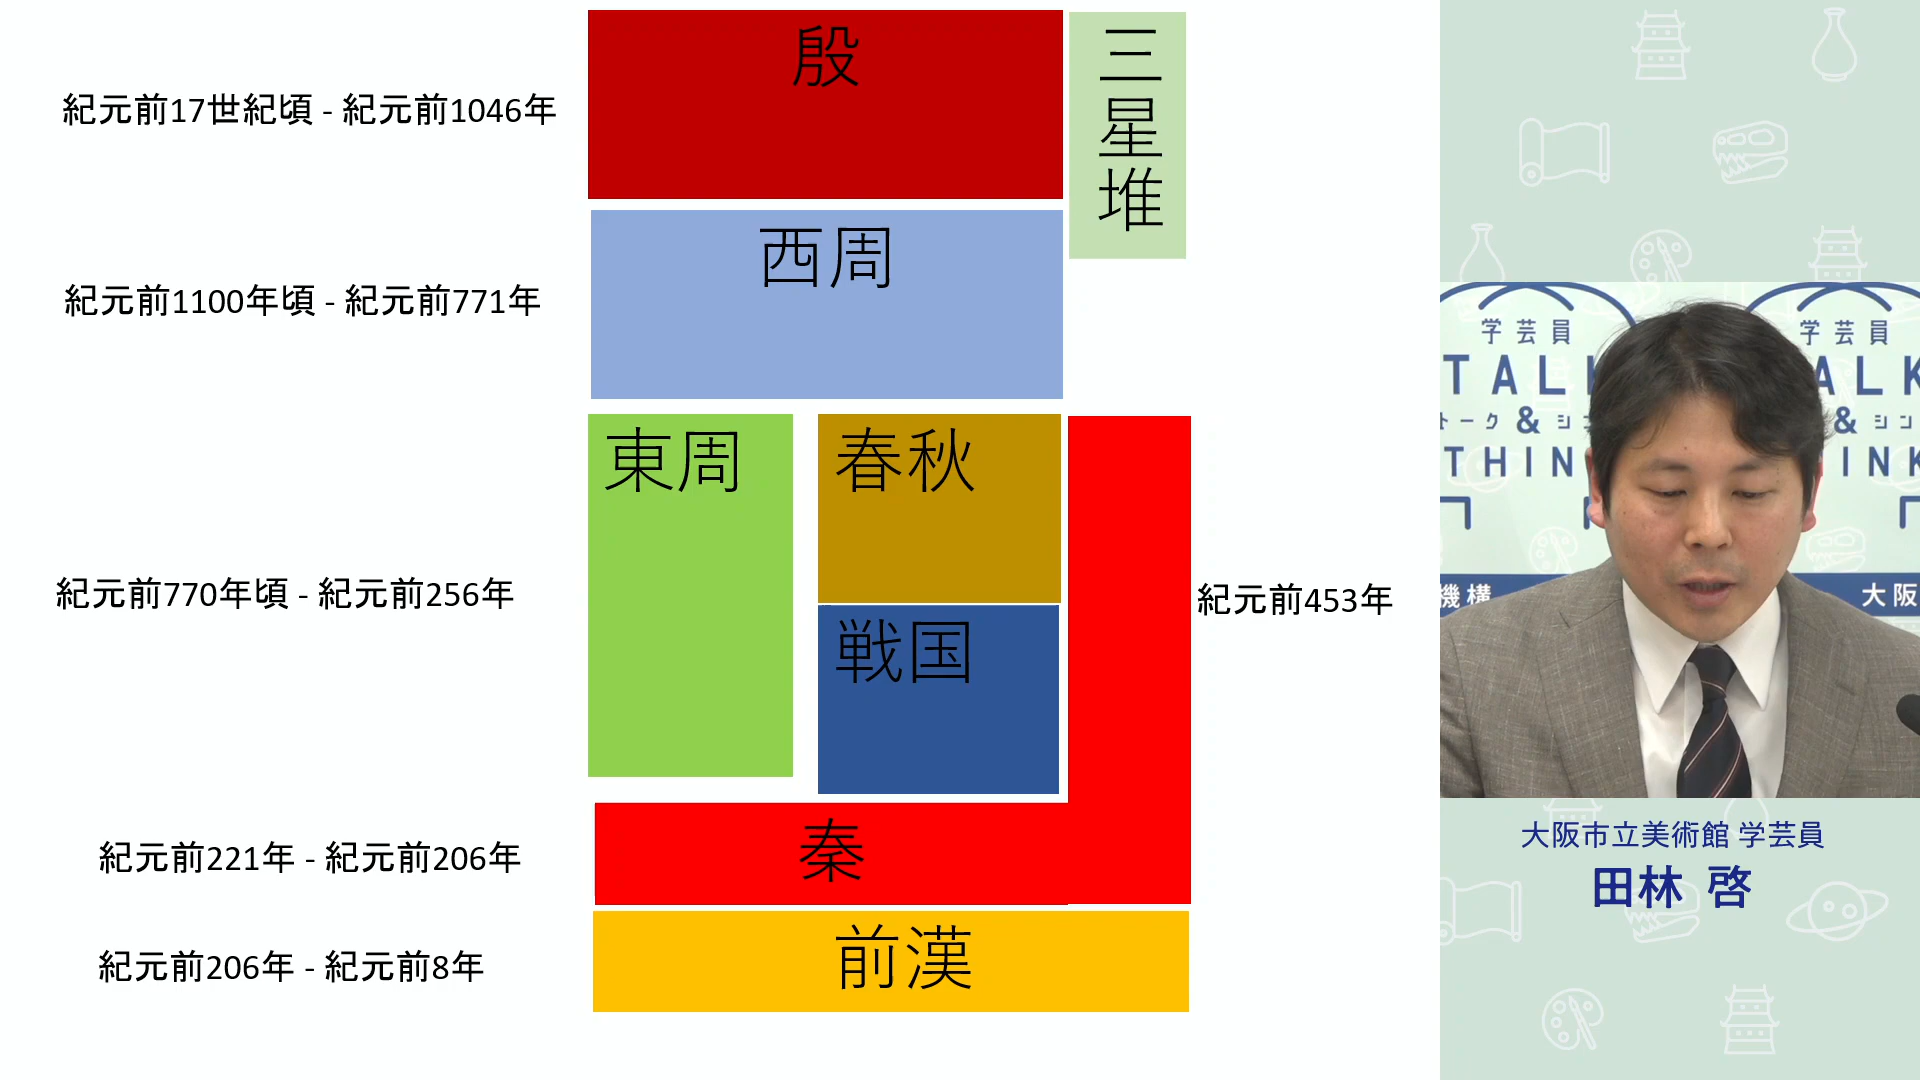 殷
三星堆
紀元前17世紀頃 - 紀元前1046年
西周
紀元前1100年頃 - 紀元前771年
東周
春秋
戦国
紀元前770年頃 - 紀元前256年
紀元前453年
秦
紀元前221年 - 紀元前206年
前漢
紀元前206年 - 紀元前8年
学芸員
TALK
トーク & シン
THIN
機構
学芸員
ALK
& シン
INK
大阪
大阪市立美術館 学芸員
田林 啓